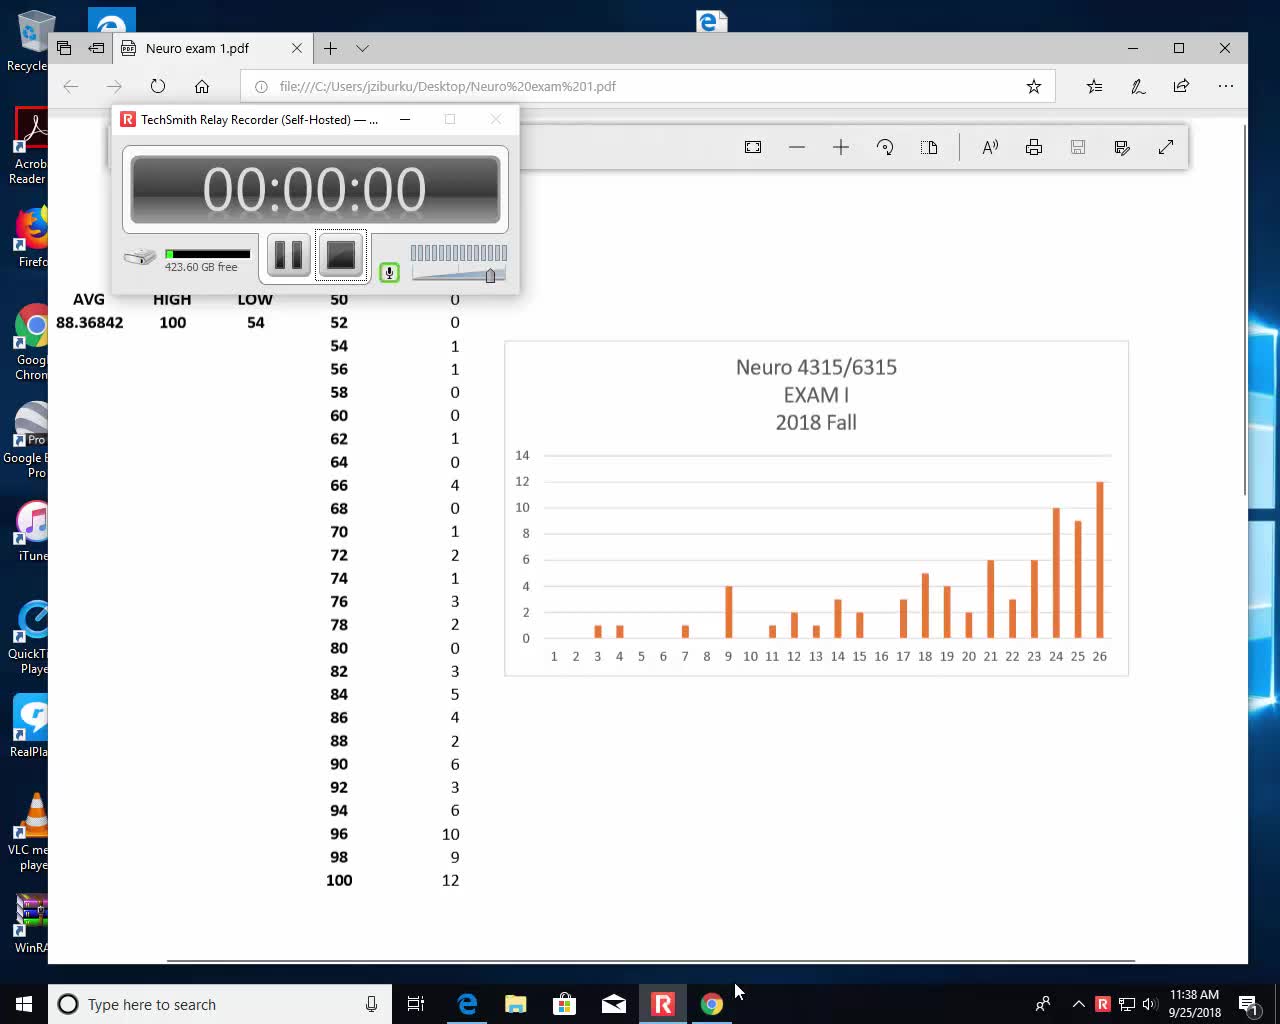 Recycle
Neuro exam 1.pdf
file:///C:/Users/jziburku/Desktop/Neuro%20exam%201.pdf
TechSmith Relay Recorder (Self-Hosted) — ...
00:00:00
423.60 GB free
Acrob
Reader
Firefo
Googl
Chrom
Pro
Google E
Pro
iTune
QuickTi
Playe
RealPla
VLC me
playe
WinRA
AVG HIGH LOW 50 0
88.36842 100 54 52 0
54 1
56 1
58 0
60 0
62 1
64 0
66 4
68 0
70 1
72 2
74 1
76 3
78 2
80 0
82 3
84 5
86 4
88 2
90 6
92 3
94 6
96 10
98 9
100 12
Neuro 4315/6315
EXAM I
2018 Fall
14
12
10
8
6
4
2
0
1 2 3 4 5 6 7 8 9 10 11 12 13 14 15 16 17 18 19 20 21 22 23 24 25 26
Type here to search
11:38 AM
9/25/2018
1